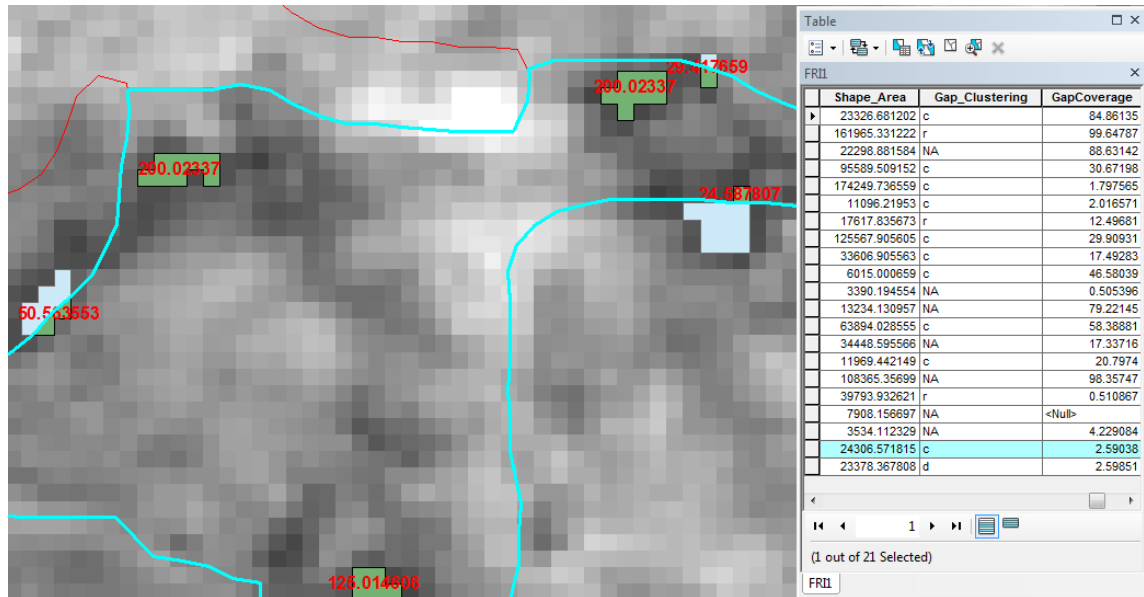 29.417659
200.02337
200.02337
24.587807
50.563553
125.014606
Table
FRI1
Shape_Area Gap_Clustering GapCoverage
23326.681202 c 84.86135
161965.331222 r 99.64787
22298.881584 NA 88.63142
95589.509152 c 30.67198
174249.736559 c 1.797565
11096.21953 c 2.016571
17617.835673 r 12.49681
125567.905605 c 29.90931
33606.905563 c 17.49283
6015.000659 c 46.58039
3390.194554 NA 0.505396
13234.130957 NA 79.22145
63894.028555 c 58.38881
34448.595566 NA 17.33716
11969.442149 c 20.7974
108365.35699 NA 98.35747
39793.932621 r 0.510867
7908.156697 NA <Null>
3534.112329 NA 4.229084
24306.571815 c 2.59038
23378.367808 d 2.59851
1
(1 out of 21 Selected)
FRI1